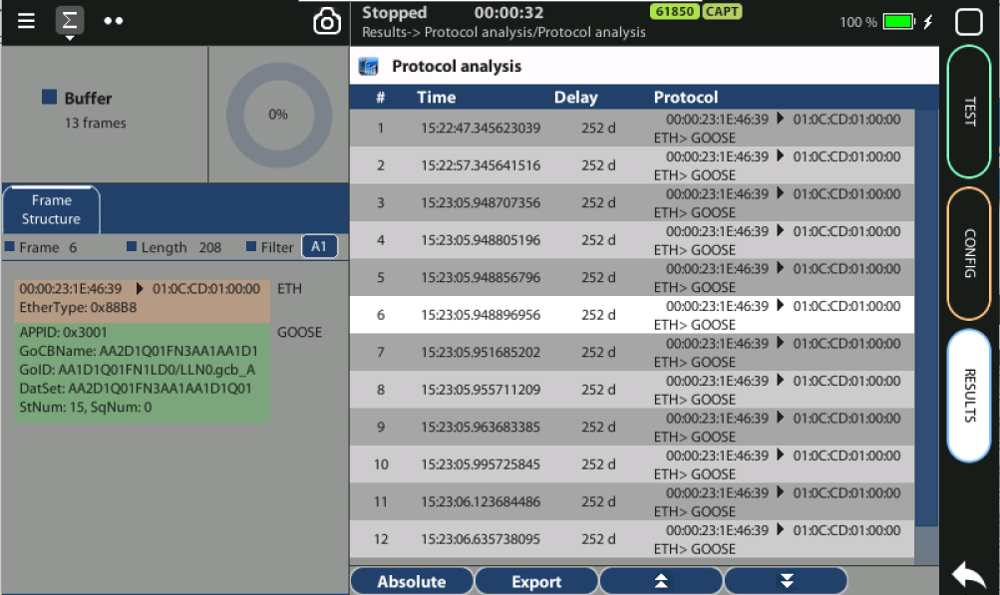 Stopped 00:00:32 61850 CAPT
Results-> Protocol analysis/Protocol analysis
100 %
Buffer
13 frames
0%
Frame
Structure
Frame 6 Length 208 Filter A1
00:00:23:1E:46:39 01:0C:CD:01:00:00 ETH
EtherType: 0x88B8
APPID: 0x3001 GOOSE
GoCBName: AA2D1Q01FN3AA1AA1D1
GoID: AA1D1Q01FN1LD0/LLN0.gcb_A
DatSet: AA2D1Q01FN3AA1AA1D1Q01
StNum: 15, SqNum: 0
Protocol analysis
# Time Delay Protocol
1 15:22:47.345623039 252 d 00:00:23:1E:46:39 01:0C:CD:01:00:00
ETH> GOOSE
2 15:22:57.345641516 252 d 00:00:23:1E:46:39 01:0C:CD:01:00:00
ETH> GOOSE
3 15:23:05.948707356 252 d 00:00:23:1E:46:39 01:0C:CD:01:00:00
ETH> GOOSE
4 15:23:05.948805196 252 d 00:00:23:1E:46:39 01:0C:CD:01:00:00
ETH> GOOSE
5 15:23:05.948856796 252 d 00:00:23:1E:46:39 01:0C:CD:01:00:00
ETH> GOOSE
6 15:23:05.948896956 252 d 00:00:23:1E:46:39 01:0C:CD:01:00:00
ETH> GOOSE
7 15:23:05.951685202 252 d 00:00:23:1E:46:39 01:0C:CD:01:00:00
ETH> GOOSE
8 15:23:05.955711209 252 d 00:00:23:1E:46:39 01:0C:CD:01:00:00
ETH> GOOSE
9 15:23:05.963683385 252 d 00:00:23:1E:46:39 01:0C:CD:01:00:00
ETH> GOOSE
10 15:23:05.995725845 252 d 00:00:23:1E:46:39 01:0C:CD:01:00:00
ETH> GOOSE
11 15:23:06.123684486 252 d 00:00:23:1E:46:39 01:0C:CD:01:00:00
ETH> GOOSE
12 15:23:06.635738095 252 d 00:00:23:1E:46:39 01:0C:CD:01:00:00
ETH> GOOSE
Absolute Export
TEST
CONFIG
RESULTS